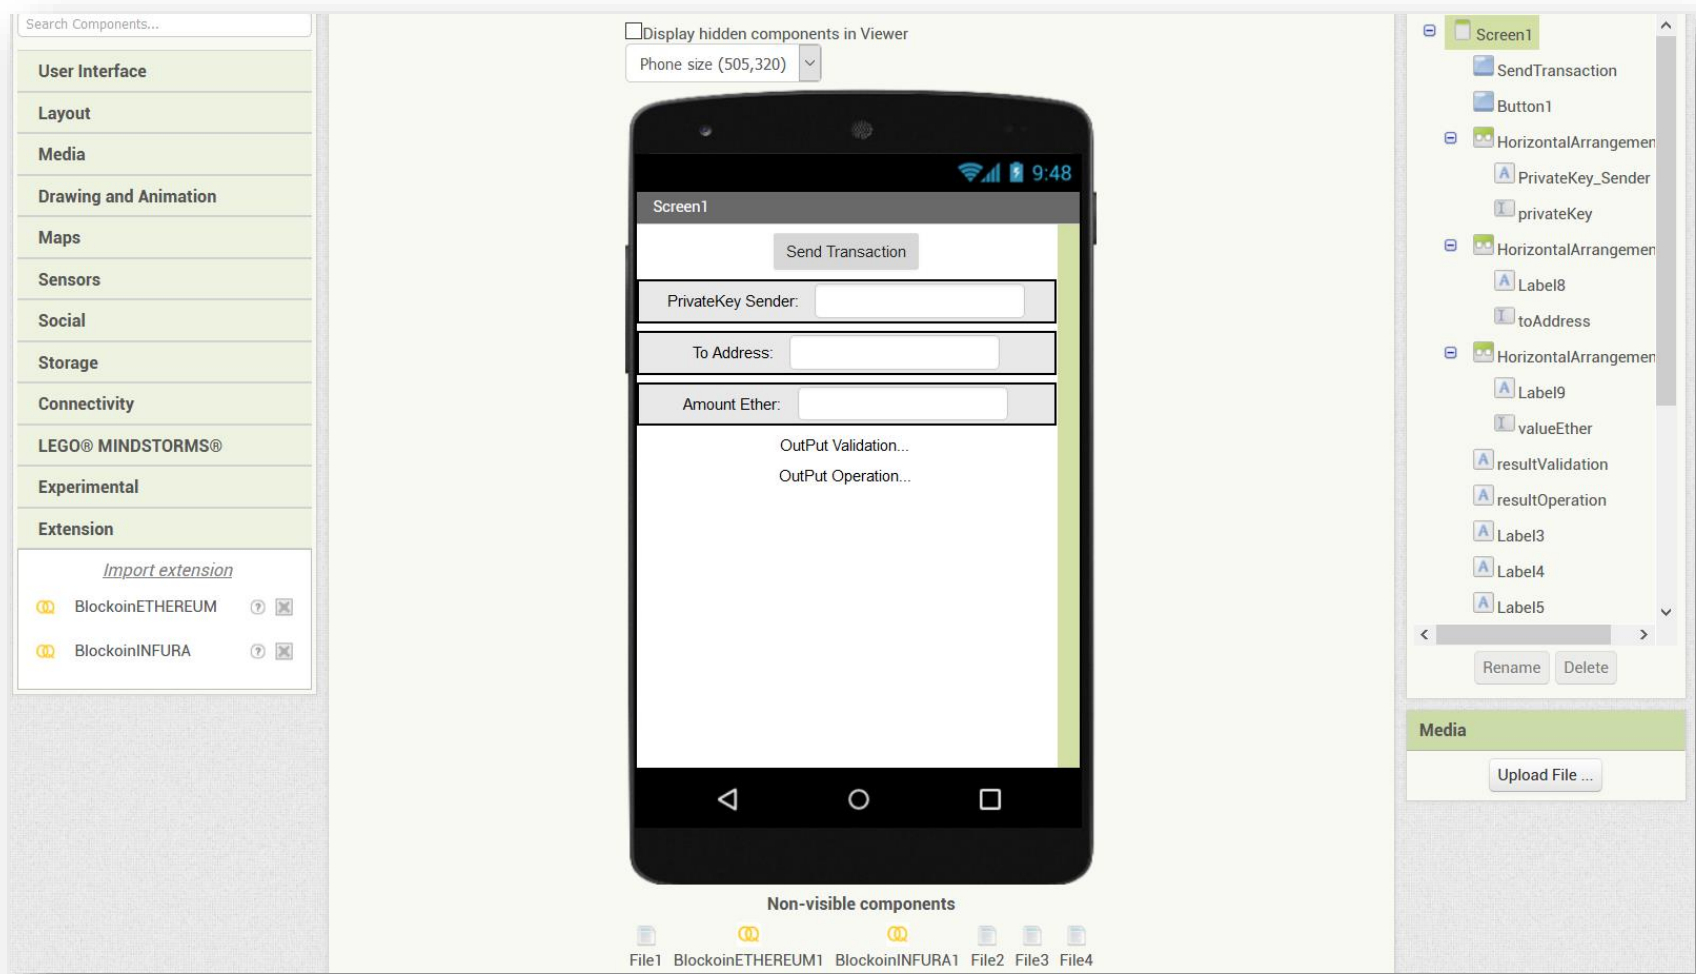 Search Components...
User Interface
Layout
Media
Drawing and Animation
Maps
Sensors
Social
Storage
Connectivity
LEGO® MINDSTORMS®
Experimental
Extension
Import extension
BlockoinETHEREUM ?
BlockoinINFURA ?
Display hidden components in Viewer
Phone size (505,320)
9:48
Screen1
Send Transaction
PrivateKey Sender:
To Address:
Amount Ether:
OutPut Validation...
OutPut Operation...
Non-visible components
File1 BlockoinETHEREUM1 BlockoinINFURA1 File2 File3 File4
Screen1
SendTransaction
Button1
HorizontalArrangemen
A PrivateKey_Sender
privateKey
HorizontalArrangemen
A Label8
toAddress
HorizontalArrangemen
A Label9
valueEther
A resultValidation
A resultOperation
A Label3
A Label4
A Label5
Rename Delete
Media
Upload File ...